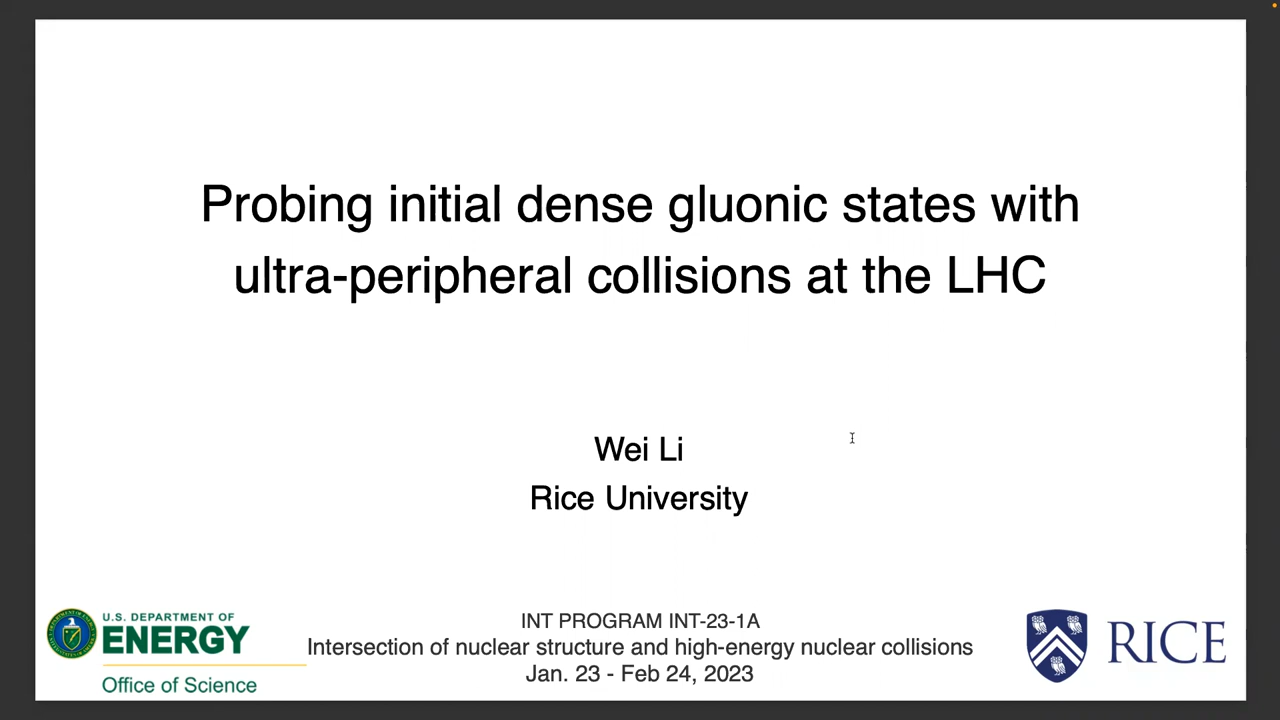 Probing initial dense gluonic states with
ultra-peripheral collisions at the LHC
Wei Li
Rice University
U.S. DEPARTMENT OF
ENERGY
Office of Science
INT PROGRAM INT-23-1A
Intersection of nuclear structure and high-energy nuclear collisions
Jan. 23 - Feb 24, 2023
RICE